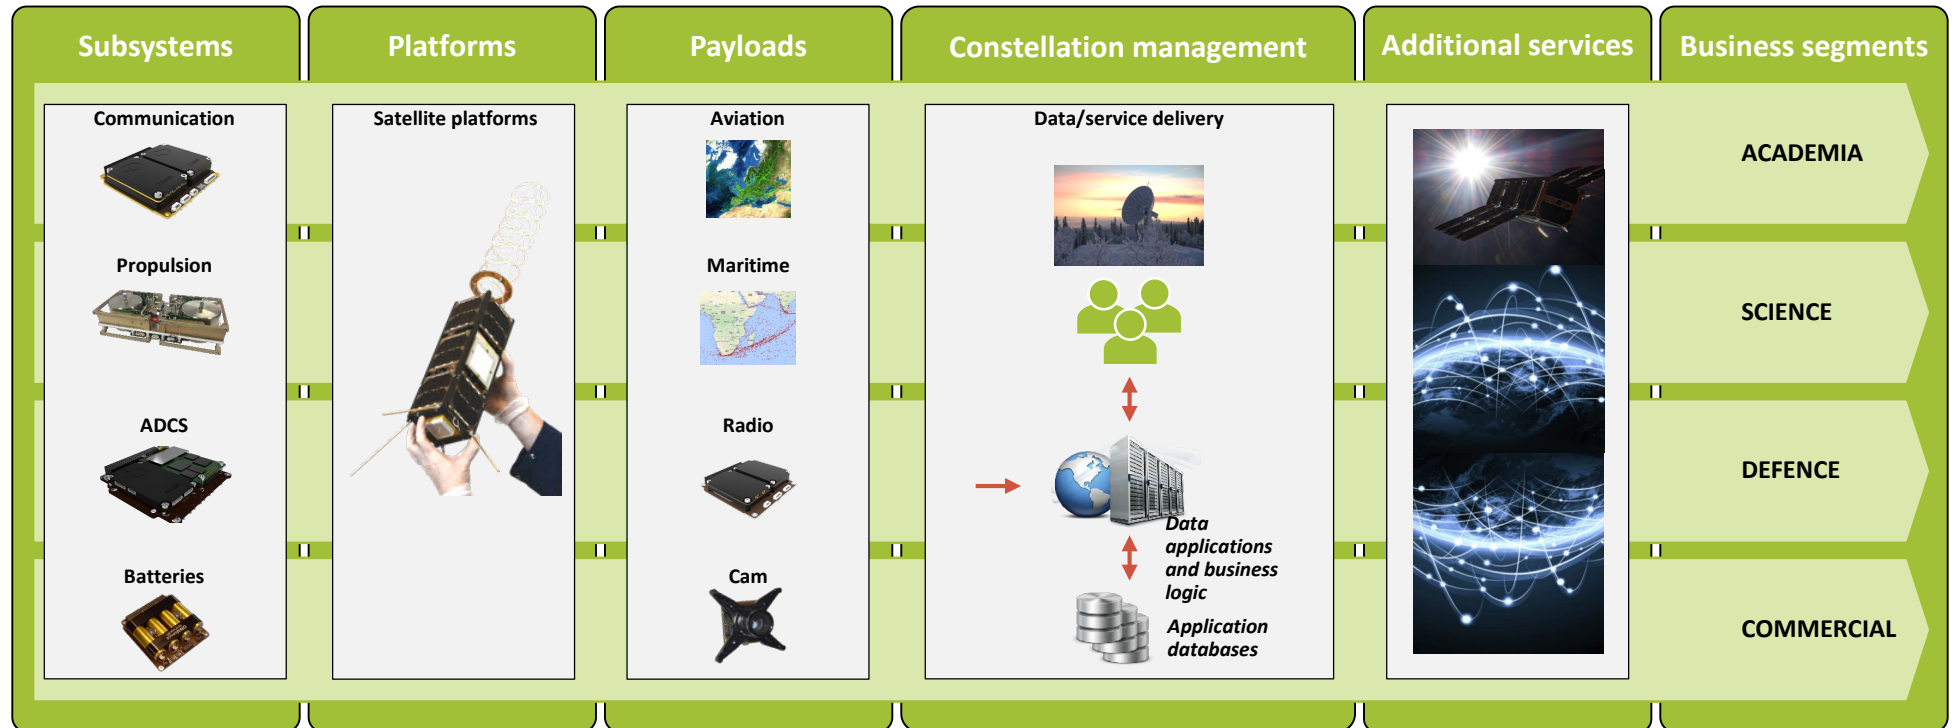 Subsystems
Platforms
Payloads
Constellation management
Additional services
Business segments
Communication
Propulsion
ADCS
Batteries
Satellite platforms
Aviation
Maritime
Radio
Cam
Data/service delivery
Data
applications
and business
logic
Application
databases
ACADEMIA
SCIENCE
DEFENCE
COMMERCIAL